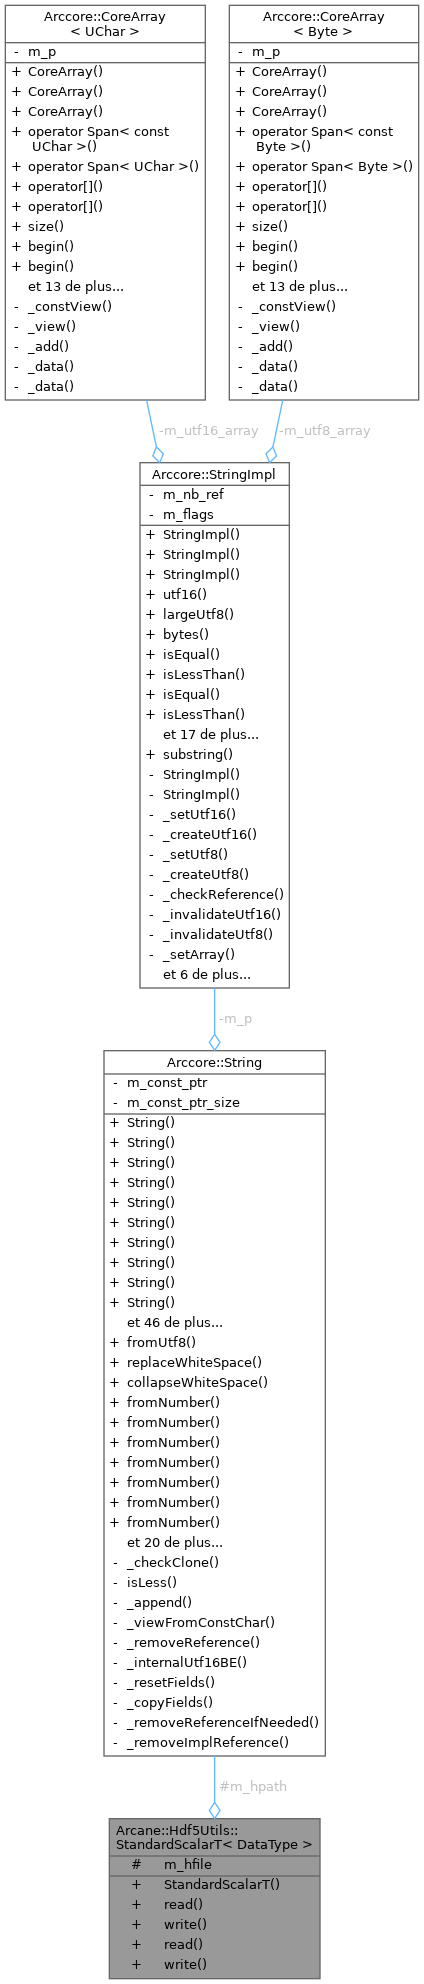 Arccore::CoreArray
< UChar >
- m_p
+ CoreArray()
+ CoreArray()
+ CoreArray()
+ operator Span< const
UChar >()
+ operator Span< UChar >()
+ operator[]()
+ operator[]()
+ size()
+ begin()
+ begin()
et 13 de plus...
- _constView()
- _view()
- _add()
- _data()
- _data()
Arccore::CoreArray
< Byte >
- m_p
+ CoreArray()
+ CoreArray()
+ CoreArray()
+ operator Span< const
Byte >()
+ operator Span< Byte >()
+ operator[]()
+ operator[]()
+ size()
+ begin()
+ begin()
et 13 de plus...
- _constView()
- _view()
- _add()
- _data()
- _data()
-m_utf16_array
-m_utf8_array
Arccore::StringImpl
- m_nb_ref
- m_flags
+ StringImpl()
+ StringImpl()
+ StringImpl()
+ utf16()
+ largeUtf8()
+ bytes()
+ isEqual()
+ isLessThan()
+ isEqual()
+ isLessThan()
et 17 de plus...
+ substring()
- StringImpl()
- StringImpl()
- _setUtf16()
- _createUtf16()
- _setUtf8()
- _createUtf8()
- _checkReference()
- _invalidateUtf16()
- _invalidateUtf8()
- _setArray()
et 6 de plus...
-m_p
Arccore::String
- m_const_ptr
- m_const_ptr_size
+ String()
+ String()
+ String()
+ String()
+ String()
+ String()
+ String()
+ String()
+ String()
+ String()
et 46 de plus...
+ fromUtf8()
+ replaceWhiteSpace()
+ collapseWhiteSpace()
+ fromNumber()
+ fromNumber()
+ fromNumber()
+ fromNumber()
+ fromNumber()
+ fromNumber()
+ fromNumber()
et 20 de plus...
- _checkClone()
- isLess()
- _append()
- _viewFromConstChar()
- _removeReference()
- _internalUtf16BE()
- _resetFields()
- _copyFields()
- _removeReferenceIfNeeded()
- _removeImplReference()
#m_hpath
Arcane::Hdf5Utils::
StandardScalarT< DataType >
# m_hfile
+ StandardScalarT()
+ read()
+ write()
+ read()
+ write()